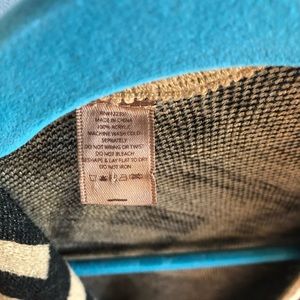 MADE IN CHINA
100% ACRYLIC
MACHINE WASH COLD
SEPARATELY
DO NOT WRING OR TWIST
DO NOT BLEACH
RESHAPE & LAY FLAT TO DRY
DO NOT IRON